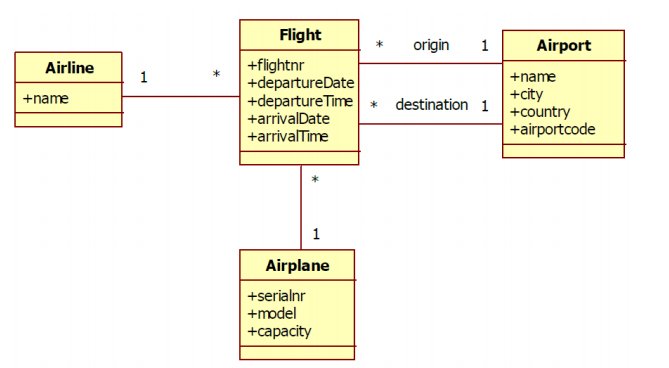 Airline
+name
1
*
Flight
+flightnr
+departureDate
+departureTime
+arrivalDate
+arrivalTime
* origin 1
* destination 1
Airport
+name
+city
+country
+airportcode
*
1
Airplane
+serialnr
+model
+capacity